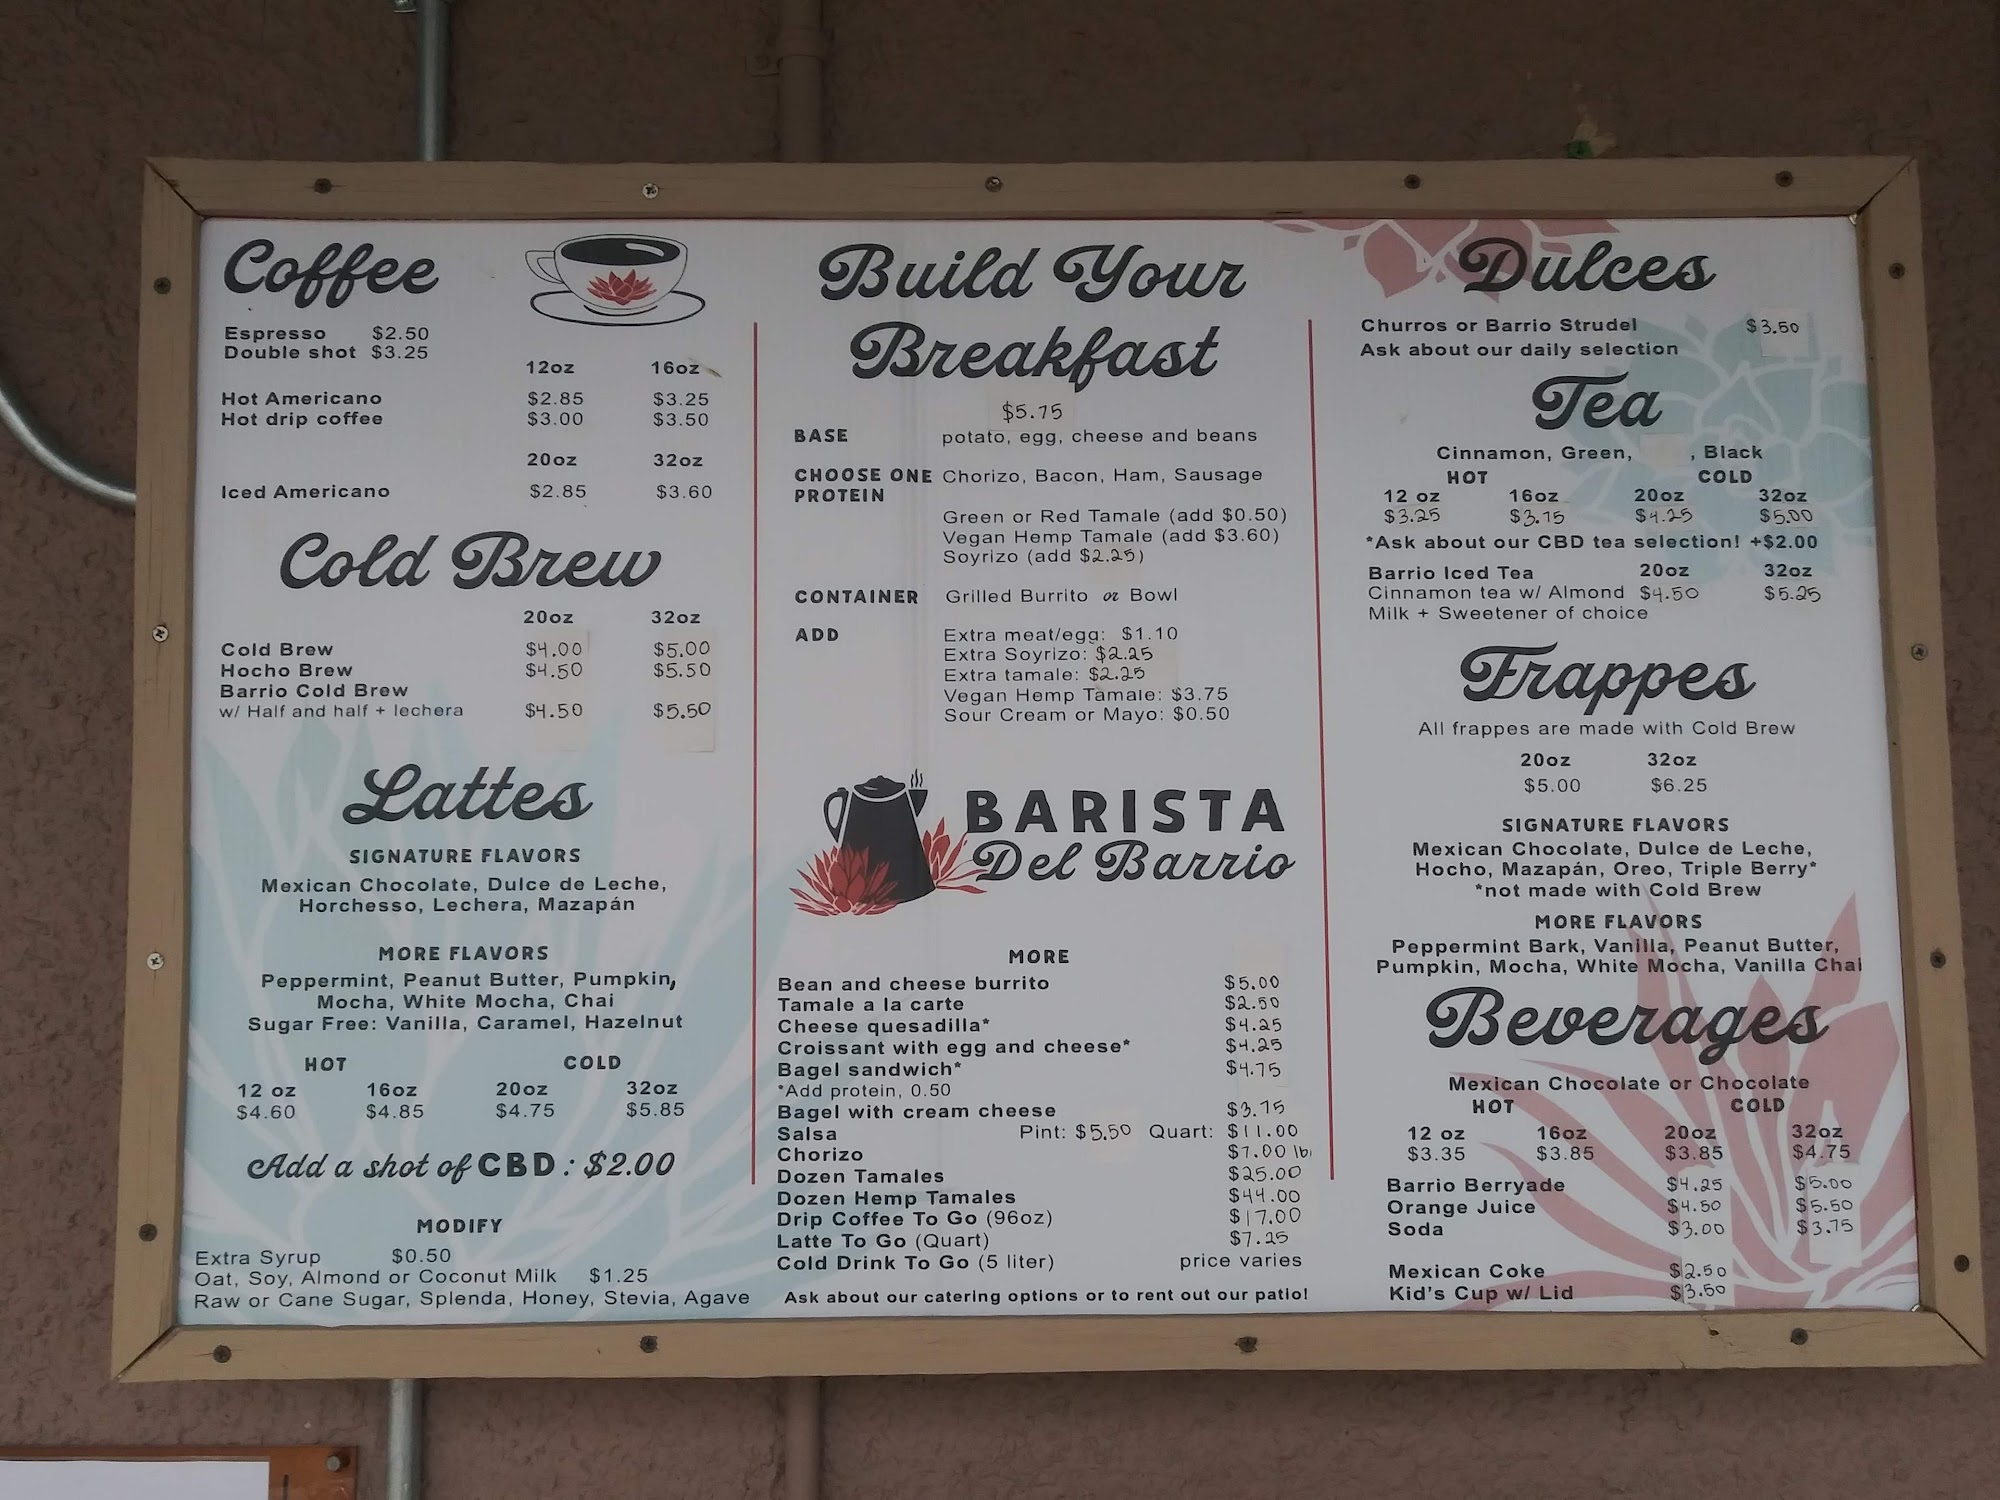 Coffee
Espresso $2.50
Double shot $3.25
12oz 16oz
Hot Americano $2.85 $3.25
Hot drip coffee $3.00 $3.50
20oz 32oz
Iced Americano $2.85 $3.60
Cold Brew
20oz 32oz
Cold Brew $4.00 $5.00
Hocho Brew $4.50 $5.50
Barrio Cold Brew
w/ Half and half + lechera $4.50 $5.50
Lattes
SIGNATURE FLAVORS
Mexican Chocolate, Dulce de Leche,
Horchesso, Lechera, Mazapán
MORE FLAVORS
Peppermint, Peanut Butter, Pumpkin,
Mocha, White Mocha, Chai
Sugar Free: Vanilla, Caramel, Hazelnut
HOT COLD
12 oz 16oz 20oz 32oz
$4.60 $4.85 $4.75 $5.85
Add a shot of CBD: $2.00
MODIFY
Extra Syrup $0.50
Oat, Soy, Almond or Coconut Milk $1.25
Raw or Cane Sugar, Splenda, Honey, Stevia, Agave
Build Your
Breakfast
$5.75
BASE potato, egg, cheese and beans
CHOOSE ONE Chorizo, Bacon, Ham, Sausage
PROTEIN
Green or Red Tamale (add $0.50)
Vegan Hemp Tamale (add $3.60)
Soyrizo (add $2.25)
CONTAINER Grilled Burrito or Bowl
ADD Extra meat/egg: $1.10
Extra Soyrizo: $2.25
Extra tamale: $2.25
Vegan Hemp Tamale: $3.75
Sour Cream or Mayo: $0.50
BARISTA
Del Barrio
MORE
Bean and cheese burrito $5.00
Tamale a la carte $2.50
Cheese quesadilla* $4.25
Croissant with egg and cheese* $4.25
Bagel sandwich* $4.75
*Add protein, 0.50
Bagel with cream cheese $3.75
Salsa Pint: $5.50 Quart: $11.00
Chorizo $7.00 lb
Dozen Tamales $25.00
Dozen Hemp Tamales $44.00
Drip Coffee To Go (96oz) $17.00
Latte To Go (Quart) $7.25
Cold Drink To Go (5 liter) price varies
Ask about our catering options or to rent out our patio!
Dulces
Churros or Barrio Strudel $3.50
Ask about our daily selection
Tea
Cinnamon, Green, , Black
HOT COLD
12 oz 16oz 20oz 32oz
$3.25 $3.75 $4.25 $5.00
*Ask about our CBD tea selection! +$2.00
Barrio Iced Tea 20oz 32oz
Cinnamon tea w/ Almond $4.50 $5.25
Milk + Sweetener of choice
Frappes
All frappes are made with Cold Brew
20oz 32oz
$5.00 $6.25
SIGNATURE FLAVORS
Mexican Chocolate, Dulce de Leche,
Hocho, Mazapán, Oreo, Triple Berry*
*not made with Cold Brew
MORE FLAVORS
Peppermint Bark, Vanilla, Peanut Butter,
Pumpkin, Mocha, White Mocha, Vanilla Chai
Beverages
Mexican Chocolate or Chocolate
HOT COLD
12 oz 16oz 20oz 32oz
$3.35 $3.85 $3.85 $4.75
Barrio Berryade $4.25 $5.00
Orange Juice $4.50 $5.50
Soda $3.00 $3.75
Mexican Coke $2.50
Kid's Cup w/ Lid $3.50